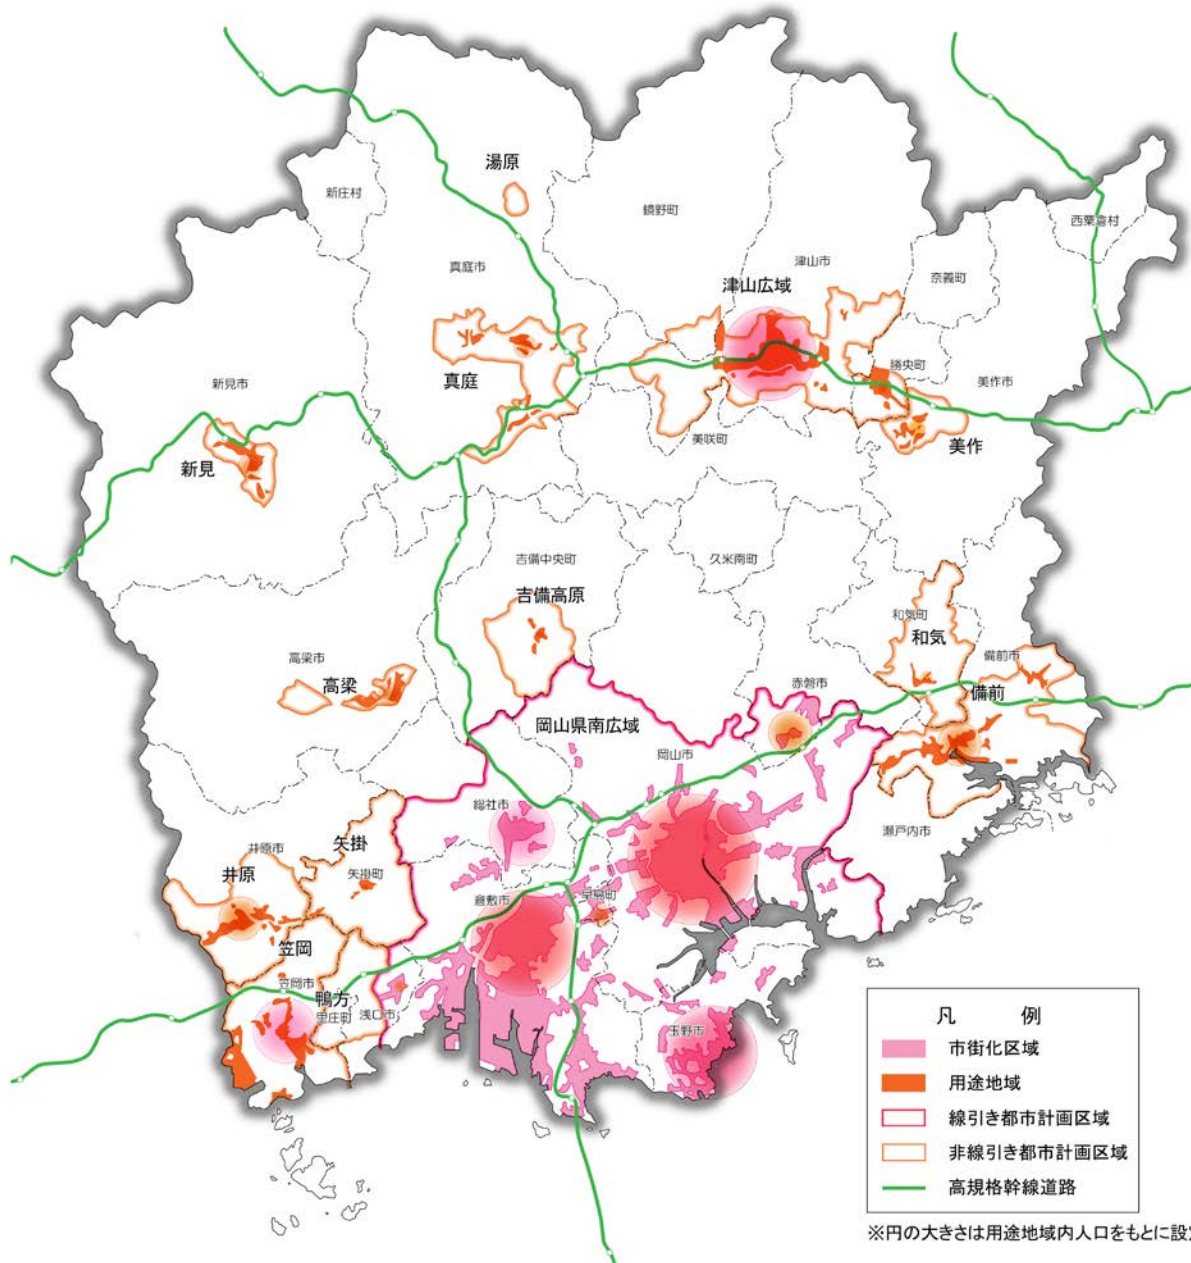 湯原
新庄村
鏡野町
西粟倉村
真庭市
津山市
奈義町
津山広域
勝央町
新見市
真庭
美作市
美咲町
美作
新見
吉備中央町
久米南町
吉備高原
和気町
和気
備前市
高梁市
高梁
赤磐市
備前
岡山県南広域
岡山市
総社市
瀬戸内市
矢掛
井原市
井原
矢掛町
倉敷市
早島町
笠岡
笠岡市
鴨方
里庄町
浅口市
玉野市
凡 例
市街化区域
用途地域
線引き都市計画区域
非線引き都市計画区域
高規格幹線道路
※円の大きさは用途地域内人口をもとに設